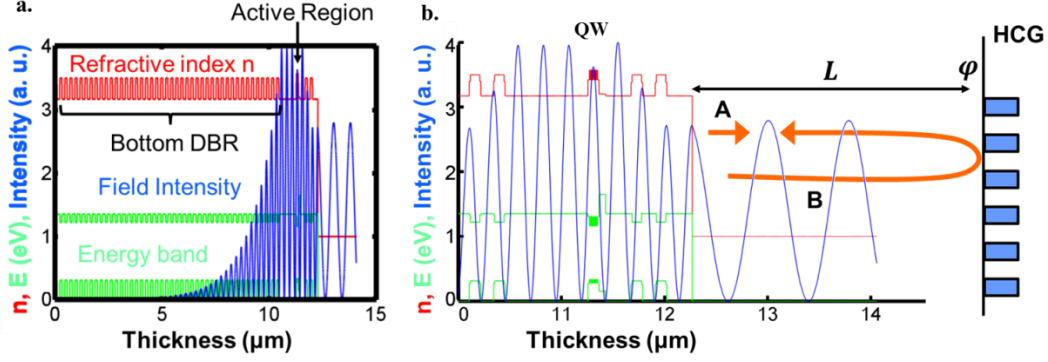 a.
Active Region
n, E (eV), Intensity (a. u.)
4
3
2
1
0
Refractive index n
Bottom DBR
Field Intensity
Energy band
0
5
10
15
Thickness (µm)
b.
QW
HCG
n, E (eV), Intensity (a. u.)
4
3
2
1
0
L
φ
A
B
0
11
12
13
14
Thickness (µm)